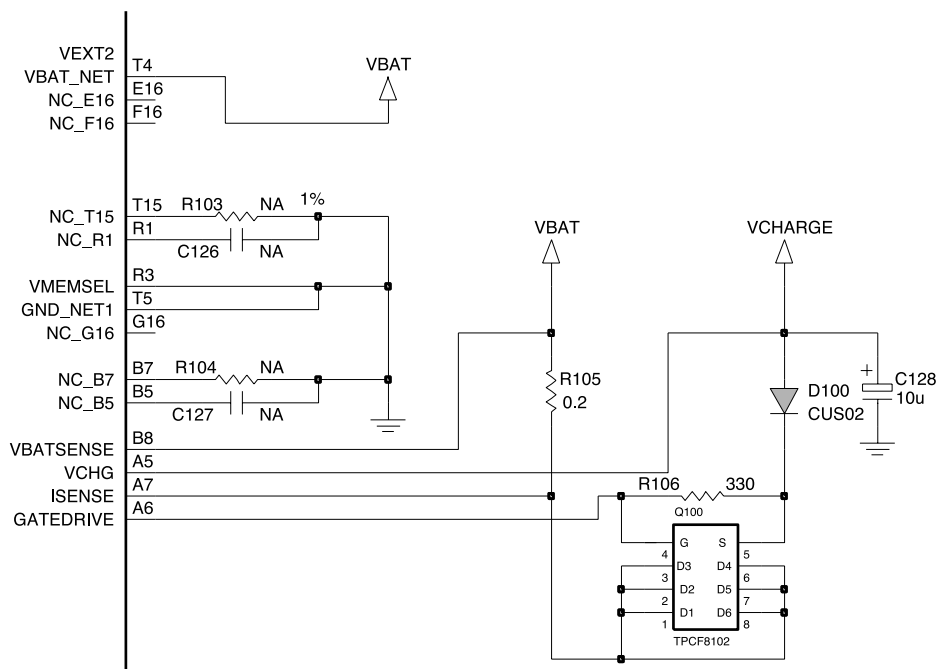 VEXT2
VBAT_NET T4
NC_E16 E16
NC_F16 F16
VBAT
NC_T15 T15 R103 NA 1%
NC_R1 R1 C126 NA
VMEMSEL R3
GND_NET1 T5
NC_G16 G16
NC_B7 B7 R104 NA
NC_B5 B5 C127 NA
VBATSENSE B8
VCHG A5
ISENSE A7
GATEDRIVE A6
VBAT
VCHARGE
R105
0.2
D100
CUS02
+
C128
10u
R106 330
Q100
G S
4 5
D3 D4
3 6
D2 D5
2 7
D1 D6
1 8
TPCF8102